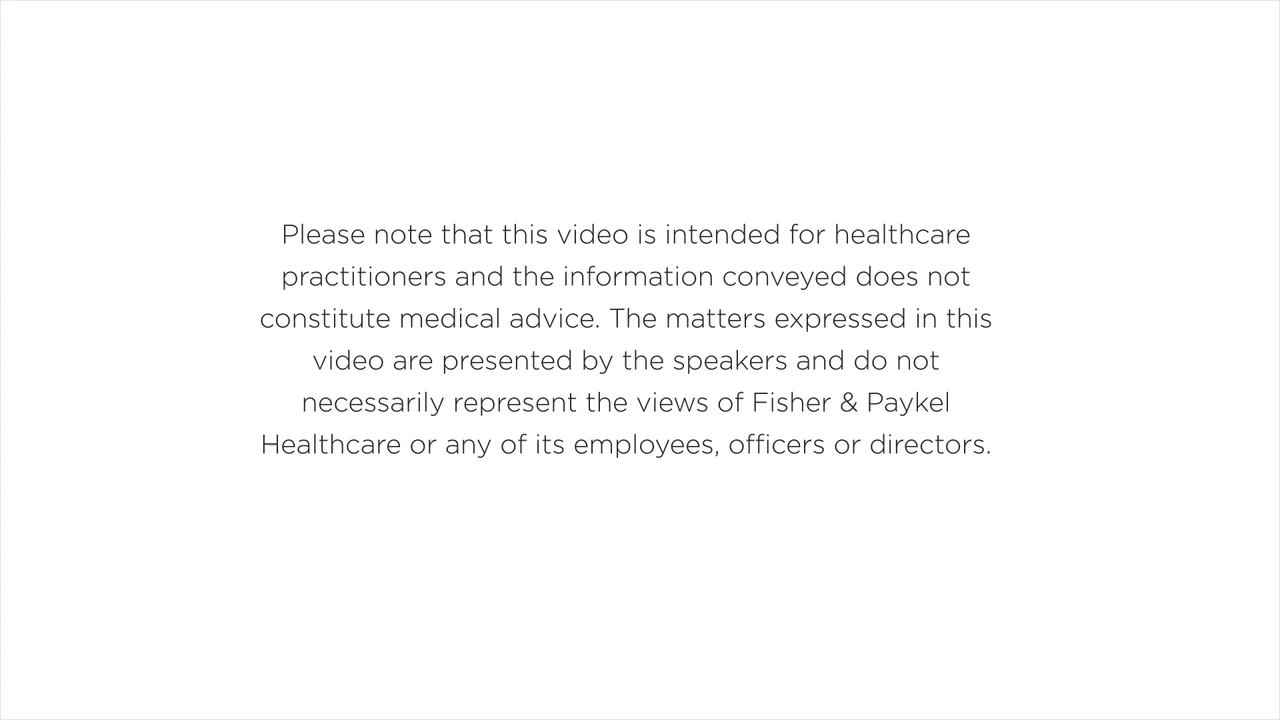 Please note that this video is intended for healthcare
practitioners and the information conveyed does not
constitute medical advice. The matters expressed in this
video are presented by the speakers and do not
necessarily represent the views of Fisher & Paykel
Healthcare or any of its employees, officers or directors.